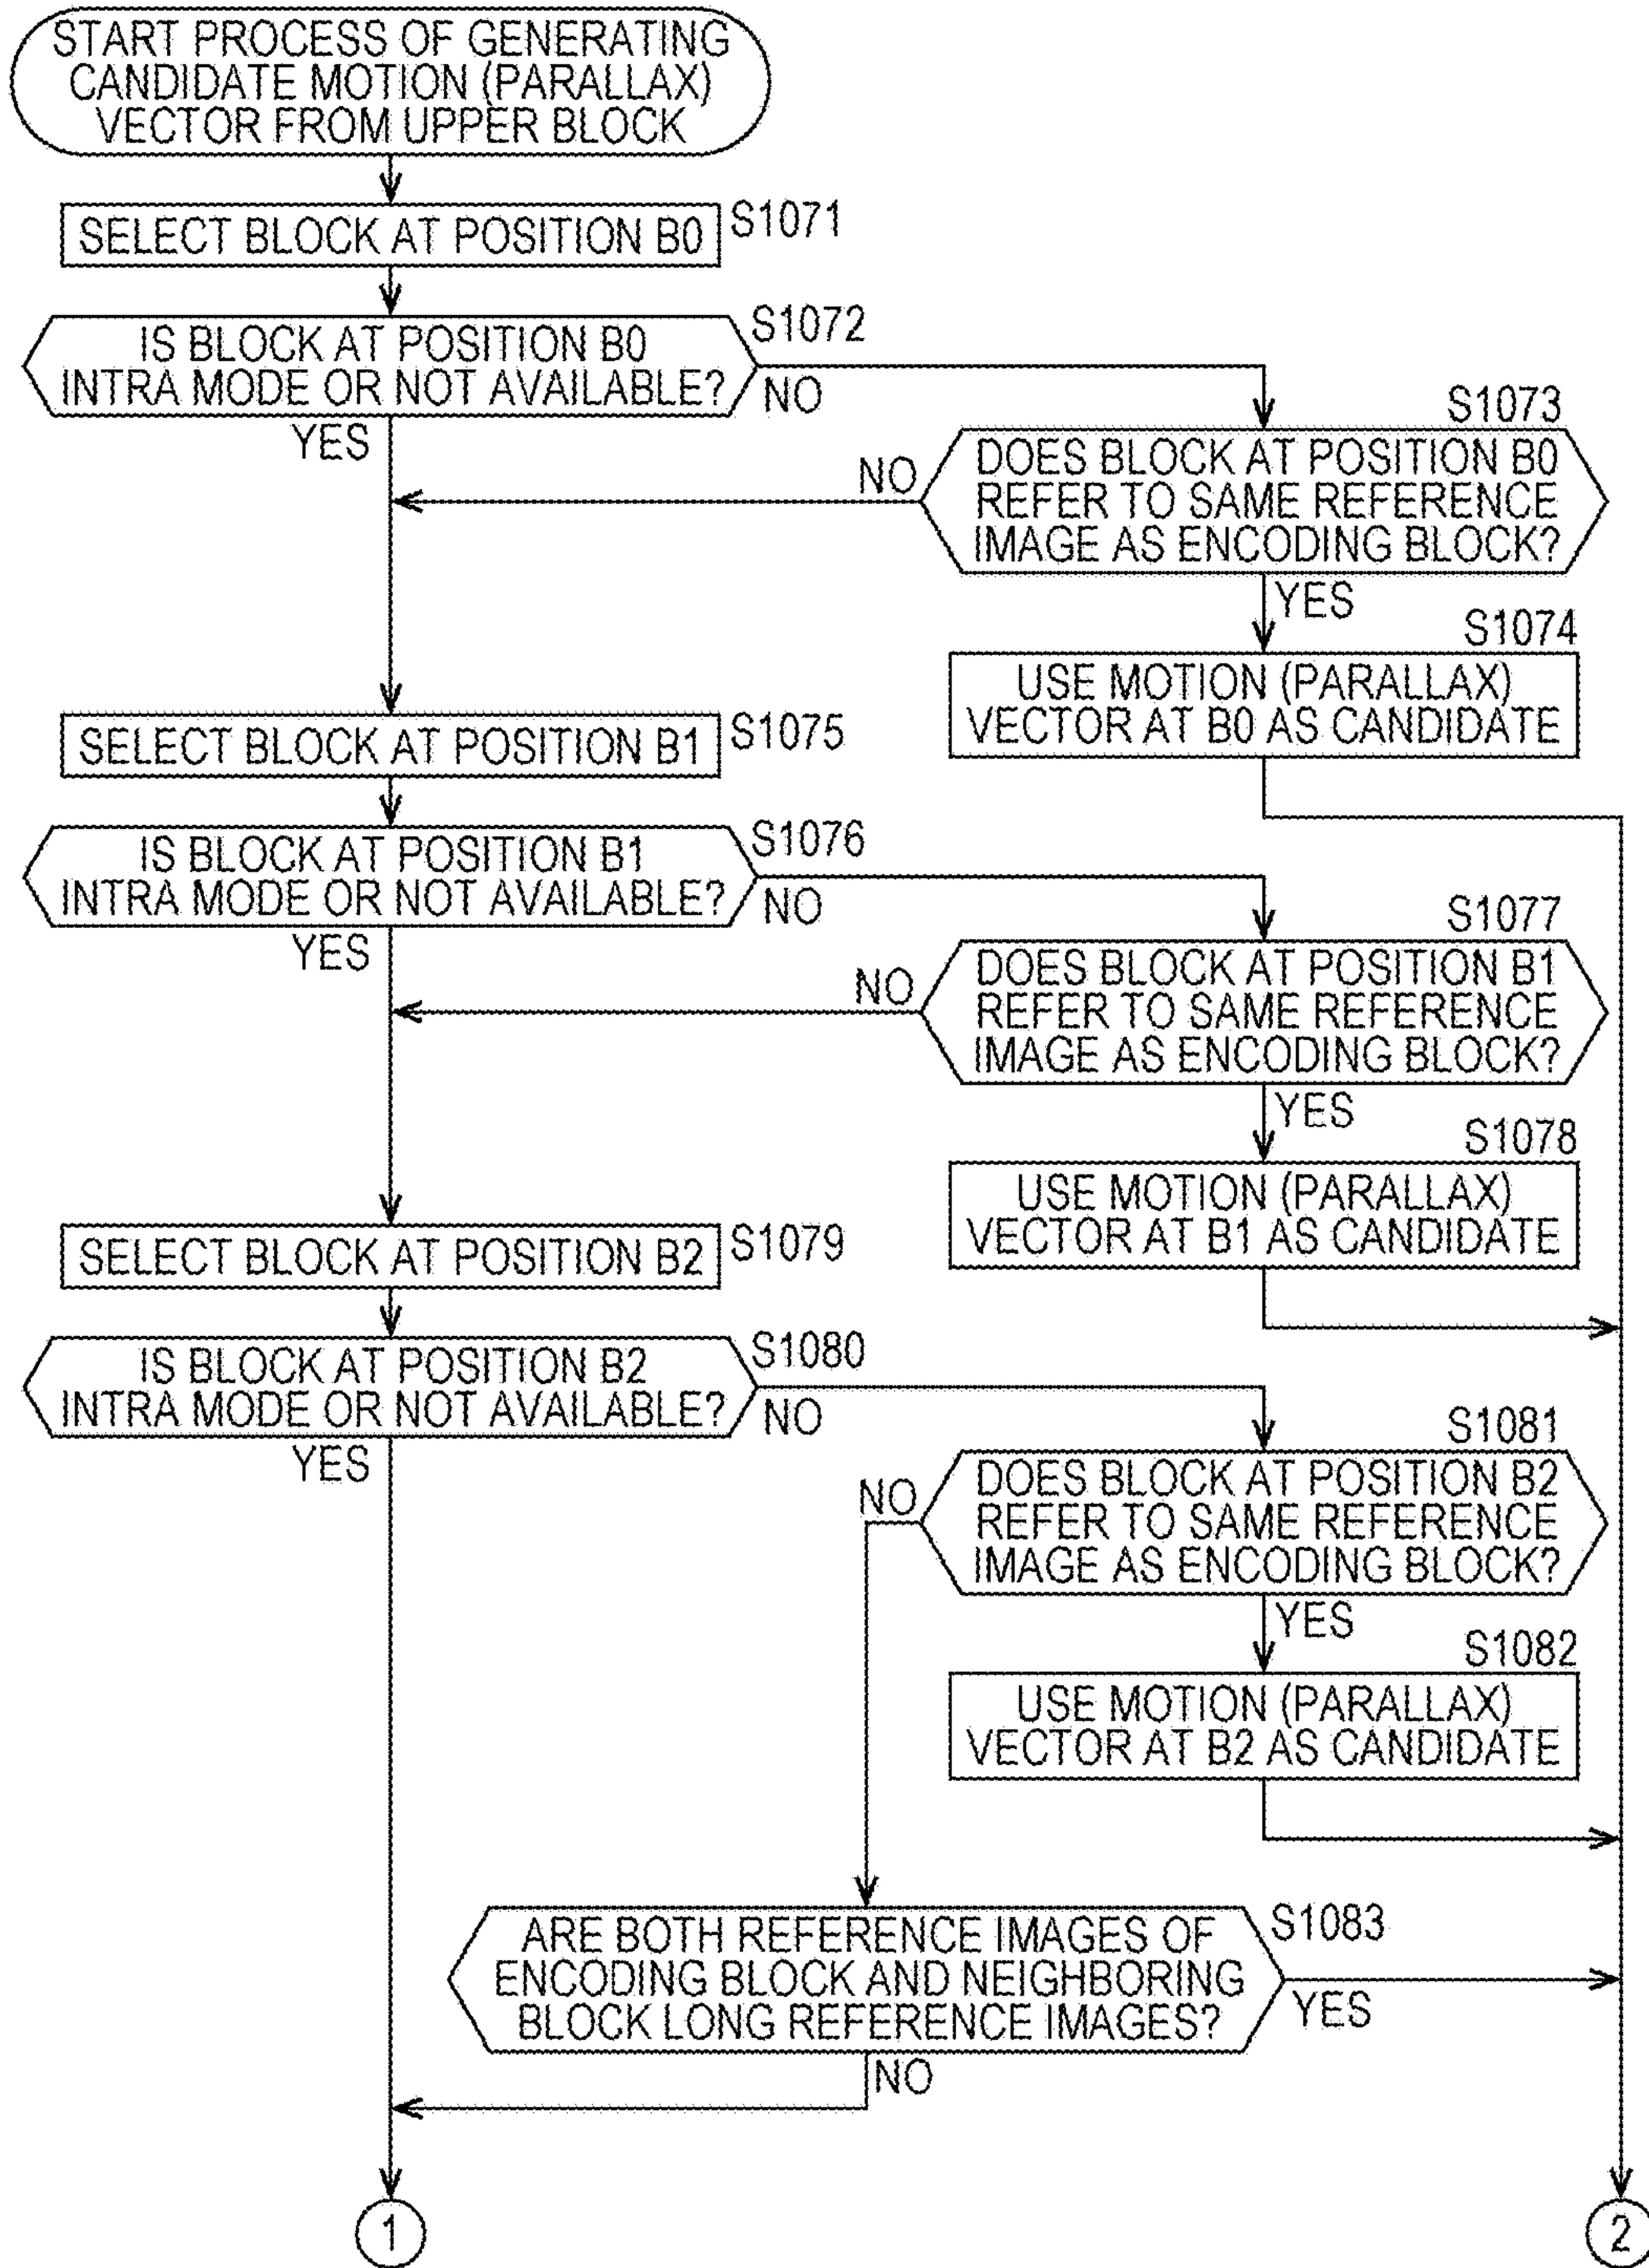 START PROCESS OF GENERATING
CANDIDATE MOTION (PARALLAX)
VECTOR FROM UPPER BLOCK
SELECT BLOCK AT POSITION B0
S1071
IS BLOCK AT POSITION B0
INTRA MODE OR NOT AVAILABLE?
S1072
NO
YES
S1073
DOES BLOCK AT POSITION B0
REFER TO SAME REFERENCE
IMAGE AS ENCODING BLOCK?
NO
YES
S1074
USE MOTION (PARALLAX)
VECTOR AT B0 AS CANDIDATE
SELECT BLOCK AT POSITION B1
S1075
IS BLOCK AT POSITION B1
INTRA MODE OR NOT AVAILABLE?
S1076
NO
YES
S1077
DOES BLOCK AT POSITION B1
REFER TO SAME REFERENCE
IMAGE AS ENCODING BLOCK?
NO
YES
S1078
USE MOTION (PARALLAX)
VECTOR AT B1 AS CANDIDATE
SELECT BLOCK AT POSITION B2
S1079
IS BLOCK AT POSITION B2
INTRA MODE OR NOT AVAILABLE?
S1080
NO
YES
S1081
DOES BLOCK AT POSITION B2
REFER TO SAME REFERENCE
IMAGE AS ENCODING BLOCK?
NO
YES
S1082
USE MOTION (PARALLAX)
VECTOR AT B2 AS CANDIDATE
ARE BOTH REFERENCE IMAGES OF
ENCODING BLOCK AND NEIGHBORING
BLOCK LONG REFERENCE IMAGES?
S1083
YES
NO
1
2